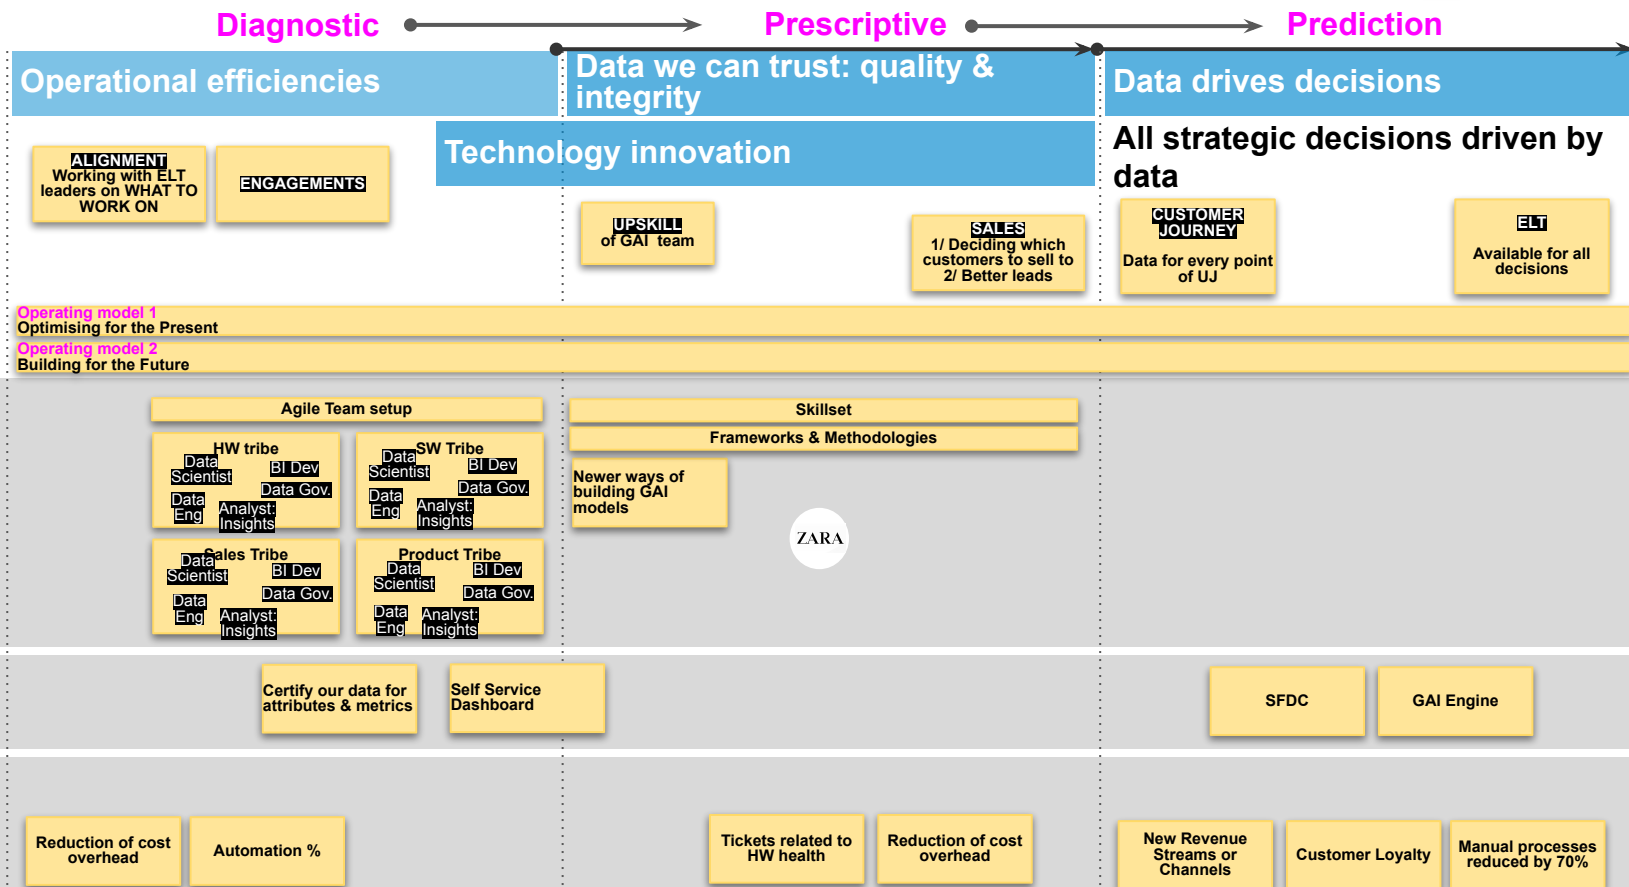 Diagnostic
Prescriptive
Prediction
Operational efficiencies
Data we can trust: quality &
integrity
Data drives decisions
Technology innovation
All strategic decisions driven by
data
ALIGNMENT
Working with ELT
leaders on WHAT TO
WORK ON
ENGAGEMENTS
UPSKILL
of GAI team
SALES
1/ Deciding which
customers to sell to
2/ Better leads
CUSTOMER
JOURNEY
Data for every point
of UJ
ELT
Available for all
decisions
Operating model 1
Optimising for the Present
Operating model 2
Building for the Future
Agile Team setup
Skillset
Frameworks & Methodologies
HW tribe
Data
Scientist
BI Dev
Data Gov.
Data
Eng
Analyst:
Insights
SW Tribe
Data
Scientist
BI Dev
Data Gov.
Data
Eng
Analyst:
Insights
Newer ways of
building GAI
models
ZARA
Sales Tribe
Data
Scientist
BI Dev
Data Gov.
Data
Eng
Analyst:
Insights
Product Tribe
Data
Scientist
BI Dev
Data Gov.
Data
Eng
Analyst:
Insights
Certify our data for
attributes & metrics
Self Service
Dashboard
SFDC
GAI Engine
Reduction of cost
overhead
Automation %
Tickets related to
HW health
Reduction of cost
overhead
New Revenue
Streams or
Channels
Customer Loyalty
Manual processes
reduced by 70%